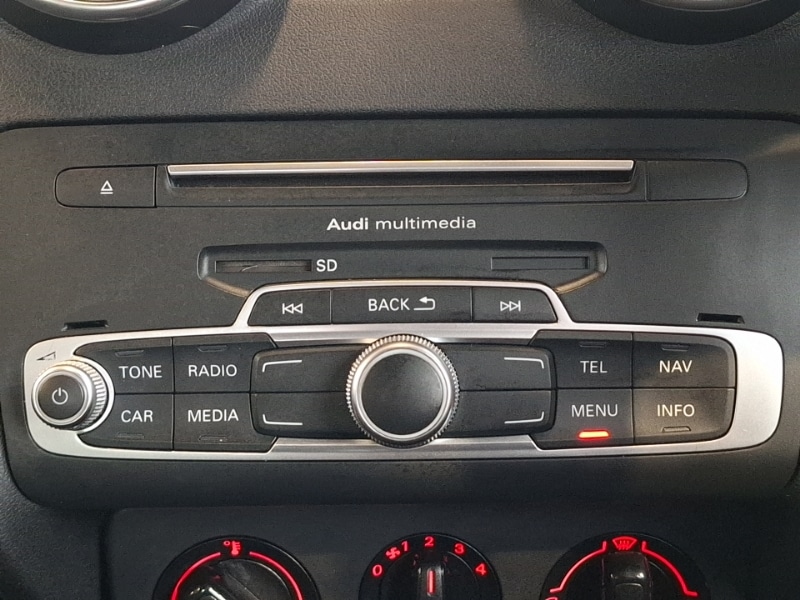 Audi multimedia
SD
BACK
TONE RADIO TEL NAV
CAR MEDIA MENU INFO
0 1 2 3 4